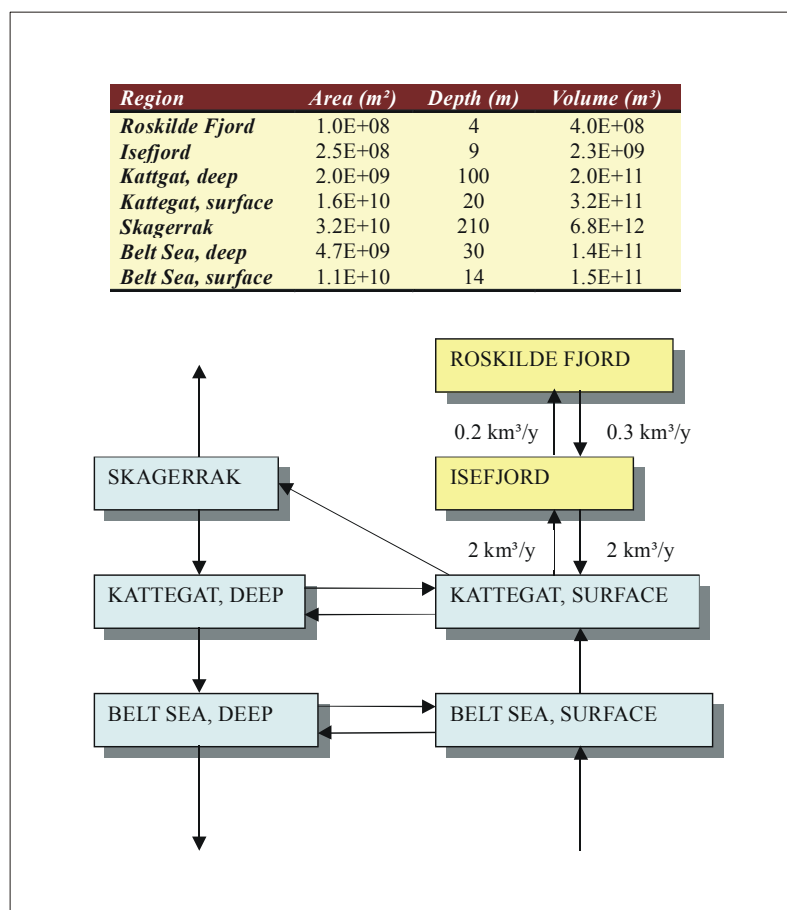 Region Area (m²) Depth (m) Volume (m³)
Roskilde Fjord 1.0E+08 4 4.0E+08
Isefjord 2.5E+08 9 2.3E+09
Kattgat, deep 2.0E+09 100 2.0E+11
Kattegat, surface 1.6E+10 20 3.2E+11
Skagerrak 3.2E+10 210 6.8E+12
Belt Sea, deep 4.7E+09 30 1.4E+11
Belt Sea, surface 1.1E+10 14 1.5E+11
ROSKILDE FJORD
0.2 km³/y 0.3 km³/y
SKAGERRAK ISEFJORD
2 km³/y 2 km³/y
KATTEGAT, DEEP KATTEGAT, SURFACE
BELT SEA, DEEP BELT SEA, SURFACE